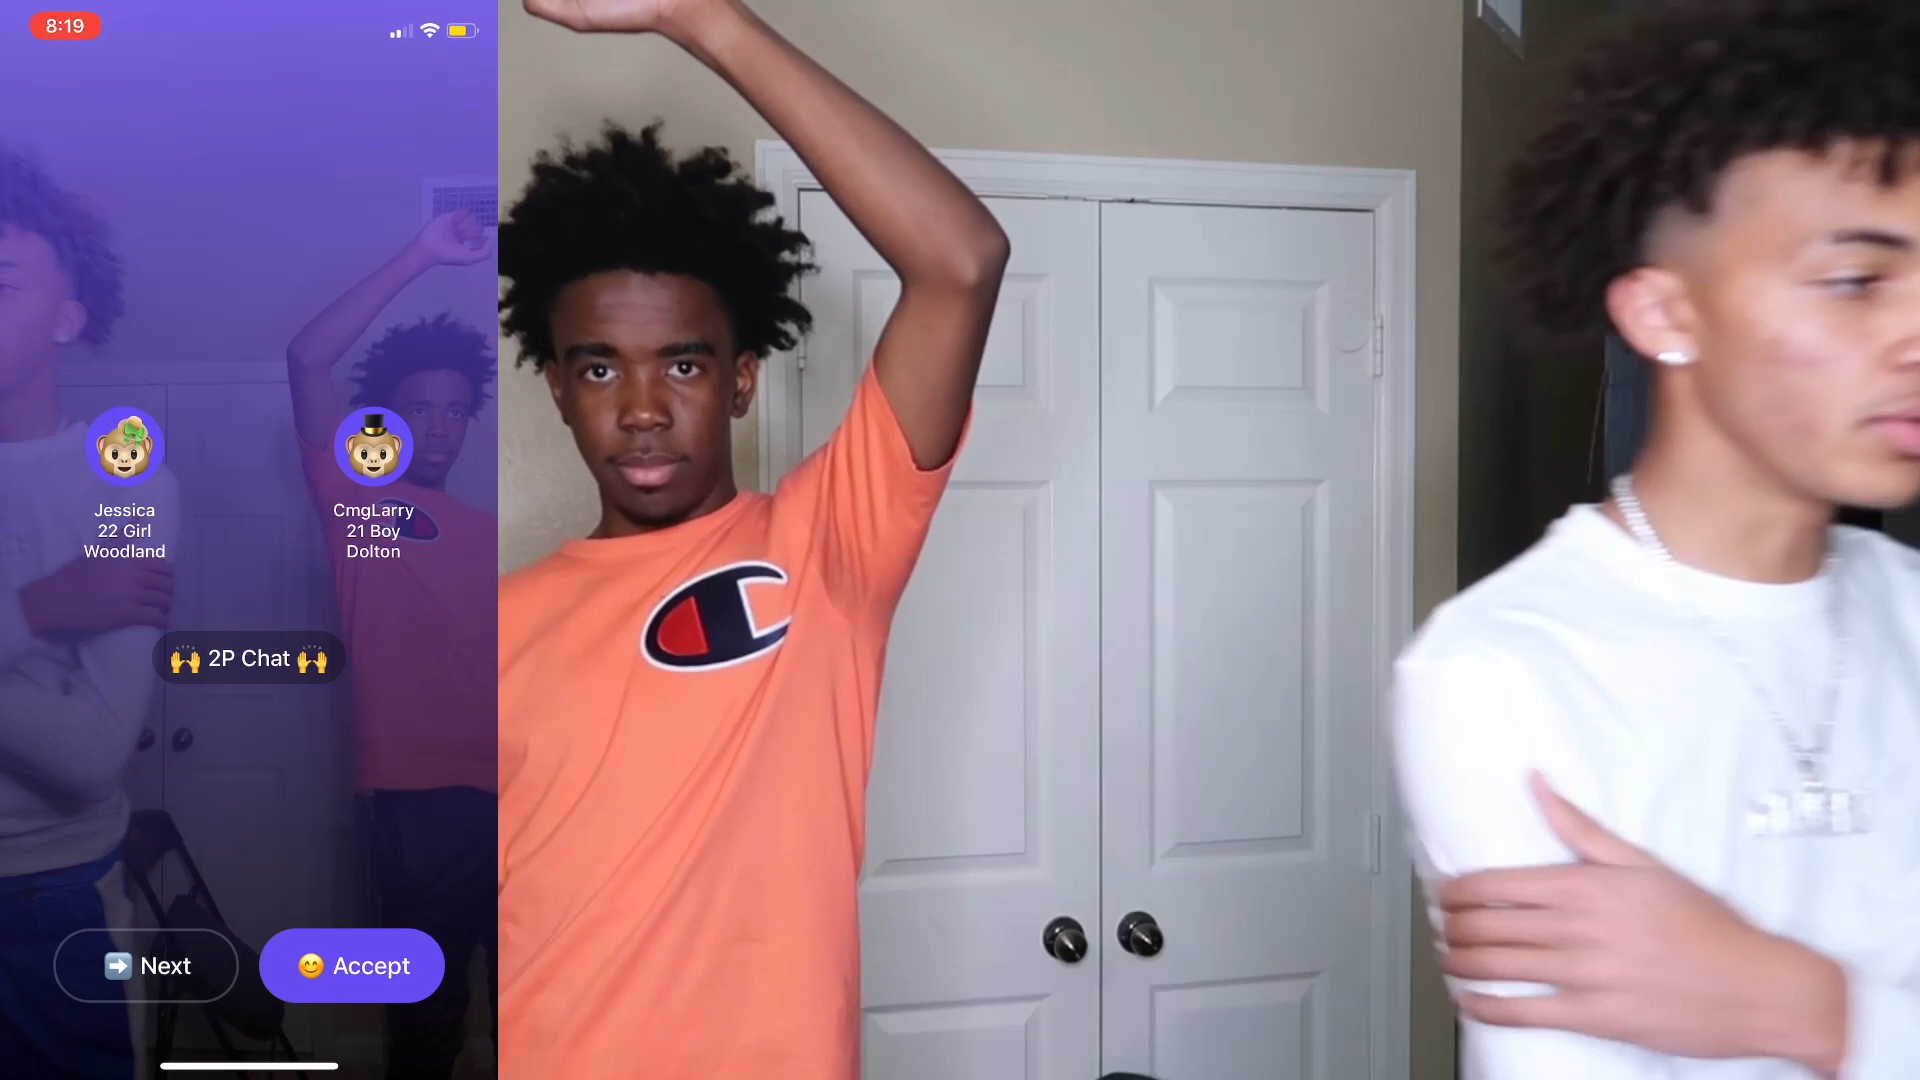 8:19
Jessica
22 Girl
Woodland
CmgLarry
21 Boy
Dolton
🙌 2P Chat 🙌
➡️ Next
😊 Accept